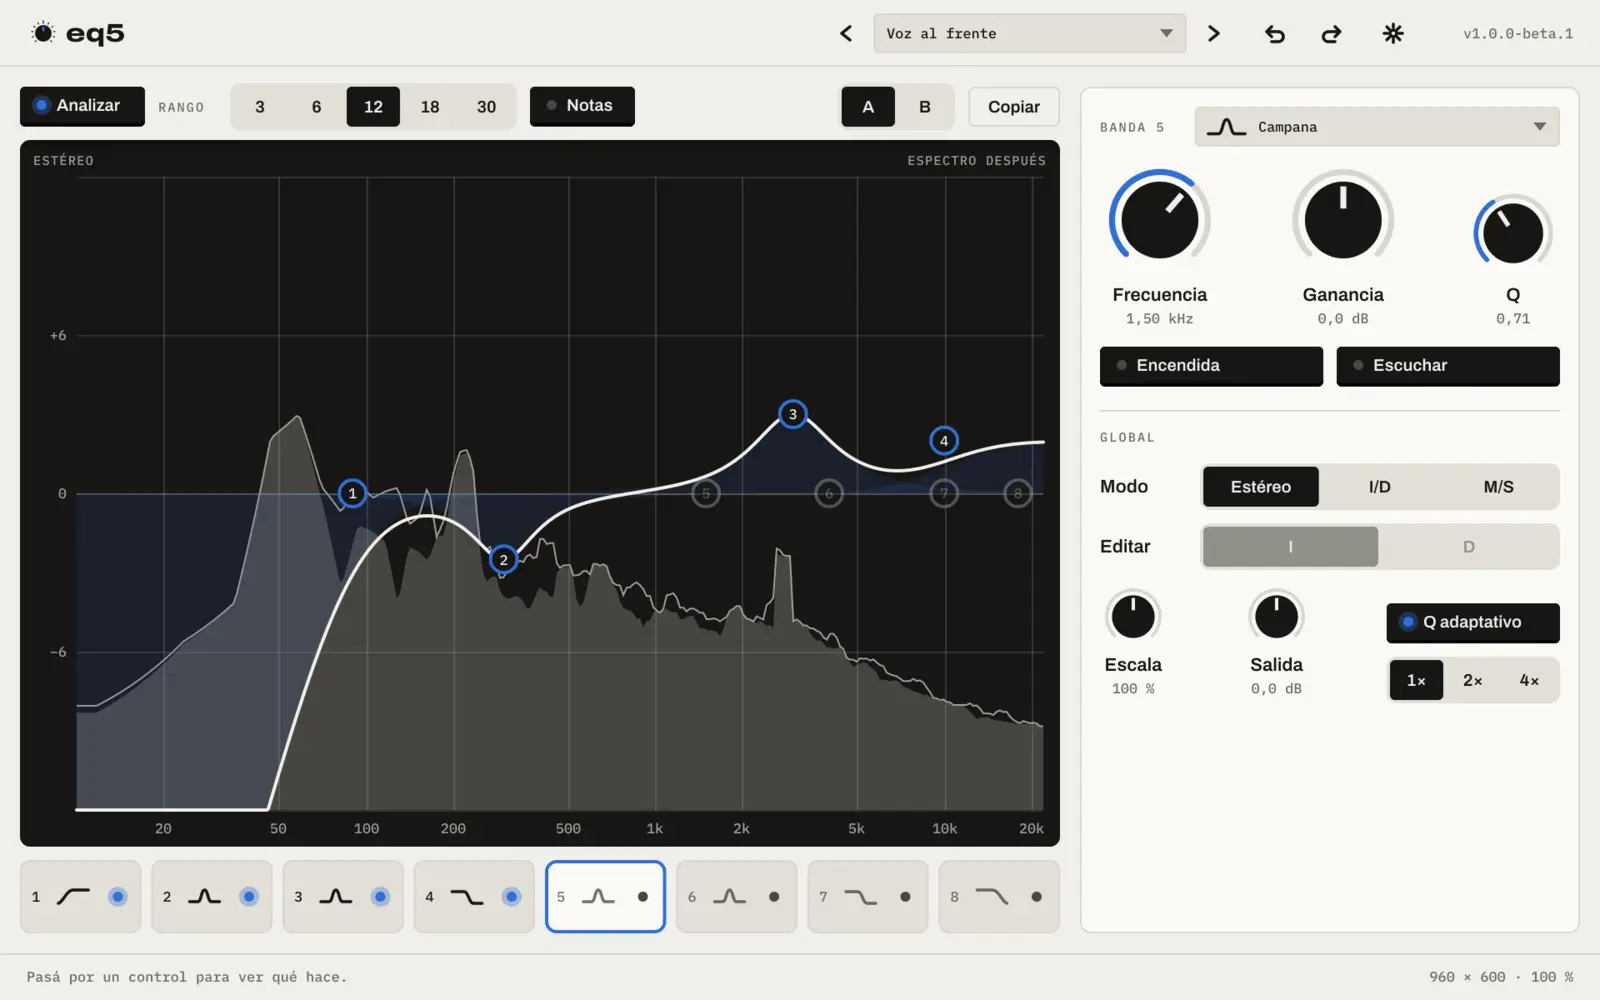 eq5
Voz al frente
v1.0.0-beta.1
Analizar
RANGO
3 6 12 18 30
Notas
A B
Copiar
ESTÉREO
ESPECTRO DESPUÉS
+6
0
−6
1
2
3
4
5
6
7
8
20 50 100 200 500 1k 2k 5k 10k 20k
1
2
3
4
5
6
7
8
BANDA 5
Campana
Frecuencia
1,50 kHz
Ganancia
0,0 dB
Q
0,71
Encendida
Escuchar
GLOBAL
Modo
Estéreo I/D M/S
Editar
I D
Escala
100 %
Salida
0,0 dB
Q adaptativo
1× 2× 4×
Pasá por un control para ver qué hace.
960 × 600 · 100 %